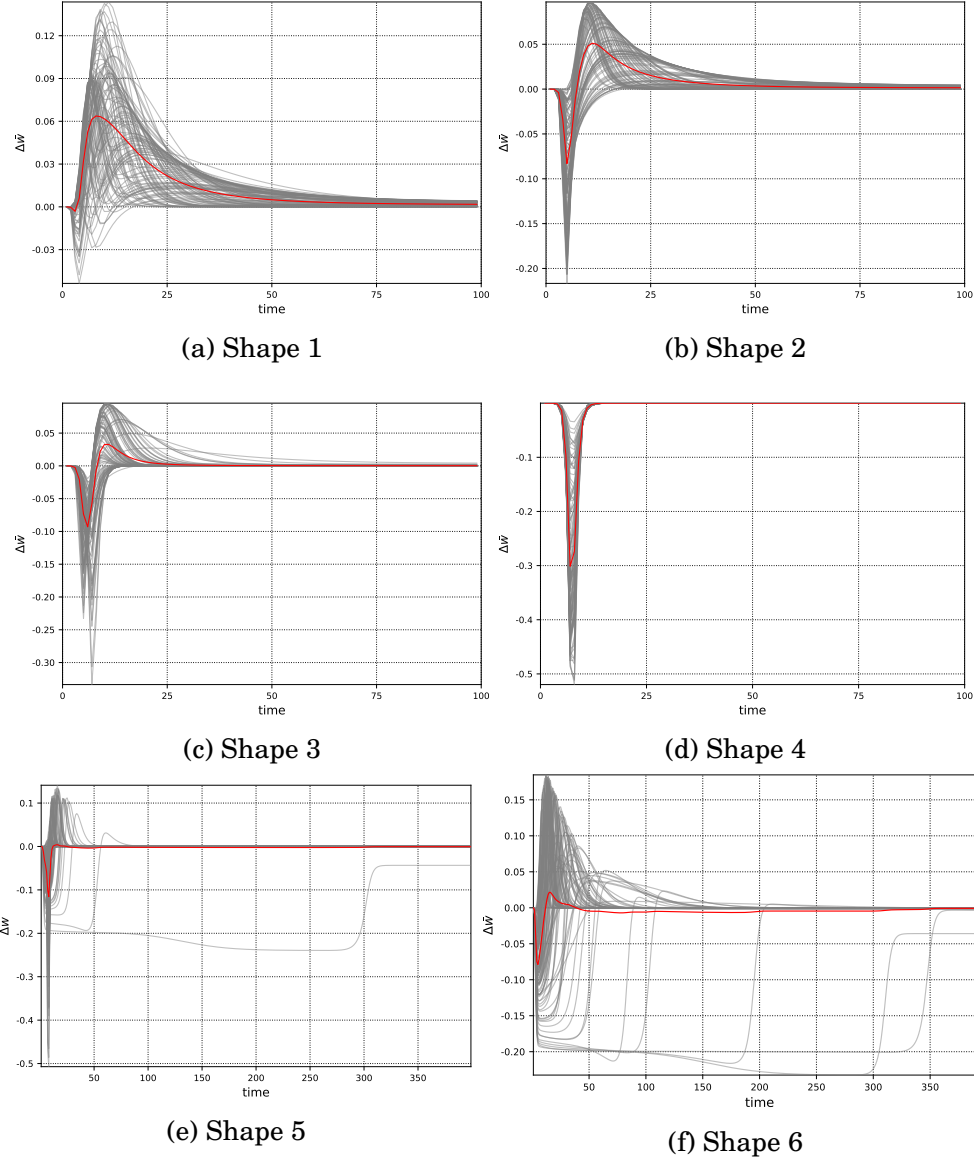 0.12
0.09
0.06
0.03
0.00
-0.03
Δw̄
0 25 50 75 100
time
(a) Shape 1
0.05
0.00
-0.05
-0.10
-0.15
-0.20
Δw̄
0 25 50 75 100
time
(b) Shape 2
0.05
0.00
-0.05
-0.10
-0.15
-0.20
-0.25
-0.30
Δw̄
0 25 50 75 100
time
(c) Shape 3
-0.1
-0.2
-0.3
-0.4
-0.5
Δw̄
0 25 50 75 100
time
(d) Shape 4
0.1
0.0
-0.1
-0.2
-0.3
-0.4
-0.5
Δw
50 100 150 200 250 300 350
time
(e) Shape 5
0.15
0.10
0.05
0.00
-0.05
-0.10
-0.15
-0.20
Δw̄
50 100 150 200 250 300 350
time
(f) Shape 6